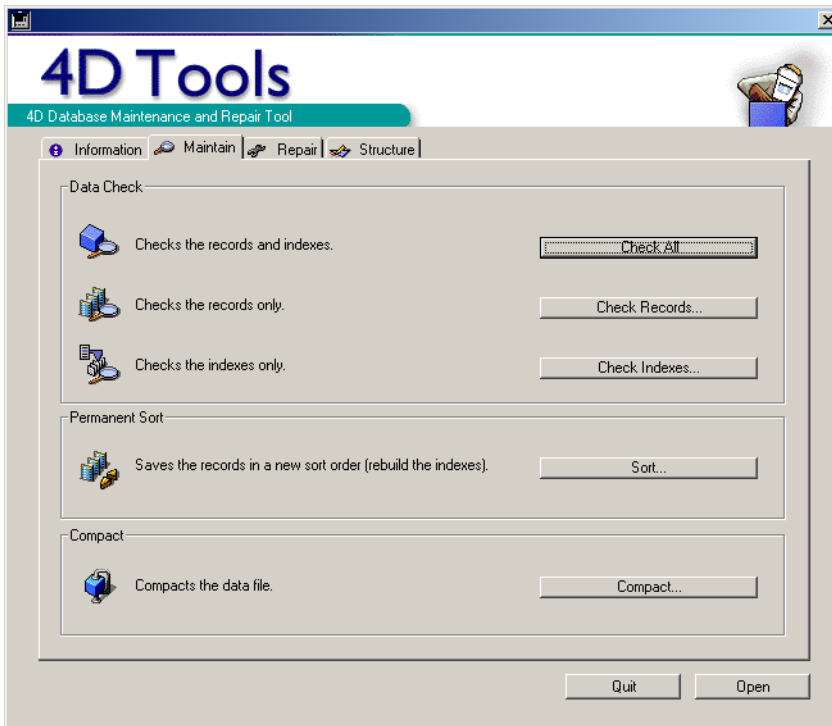 4D Tools
4D Database Maintenance and Repair Tool
Information Maintain Repair Structure
Data Check
Checks the records and indexes. Check All
Checks the records only. Check Records...
Checks the indexes only. Check Indexes...
Permanent Sort
Saves the records in a new sort order (rebuild the indexes). Sort...
Compact
Compacts the data file. Compact...
Quit Open